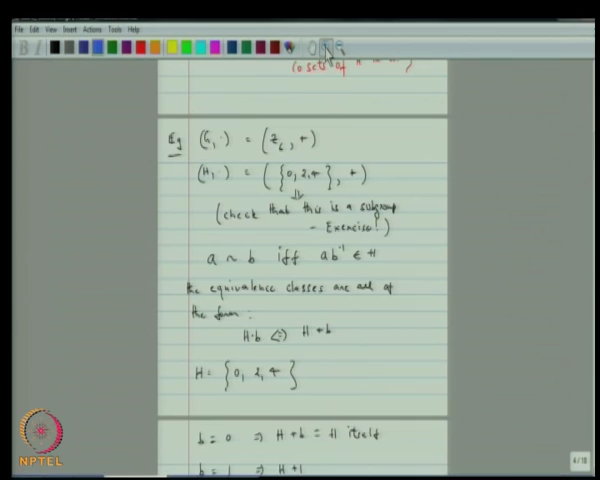 File Edit View Insert Actions Tools Help
B I
cosets of H in
Eg (G, ·) = (Z6, +)
(H, ·) = ({0, 2, 4}, +)
⇓
(check that this is a subgroup
- Exercise!)
a ~ b iff ab⁻¹ ∈ H
the equivalence classes are all of
the form :
H·b <=> H + b
H = {0, 2, 4}
b = 0 => H + b = H itself
b = 1 => H + 1
NPTEL
4/18